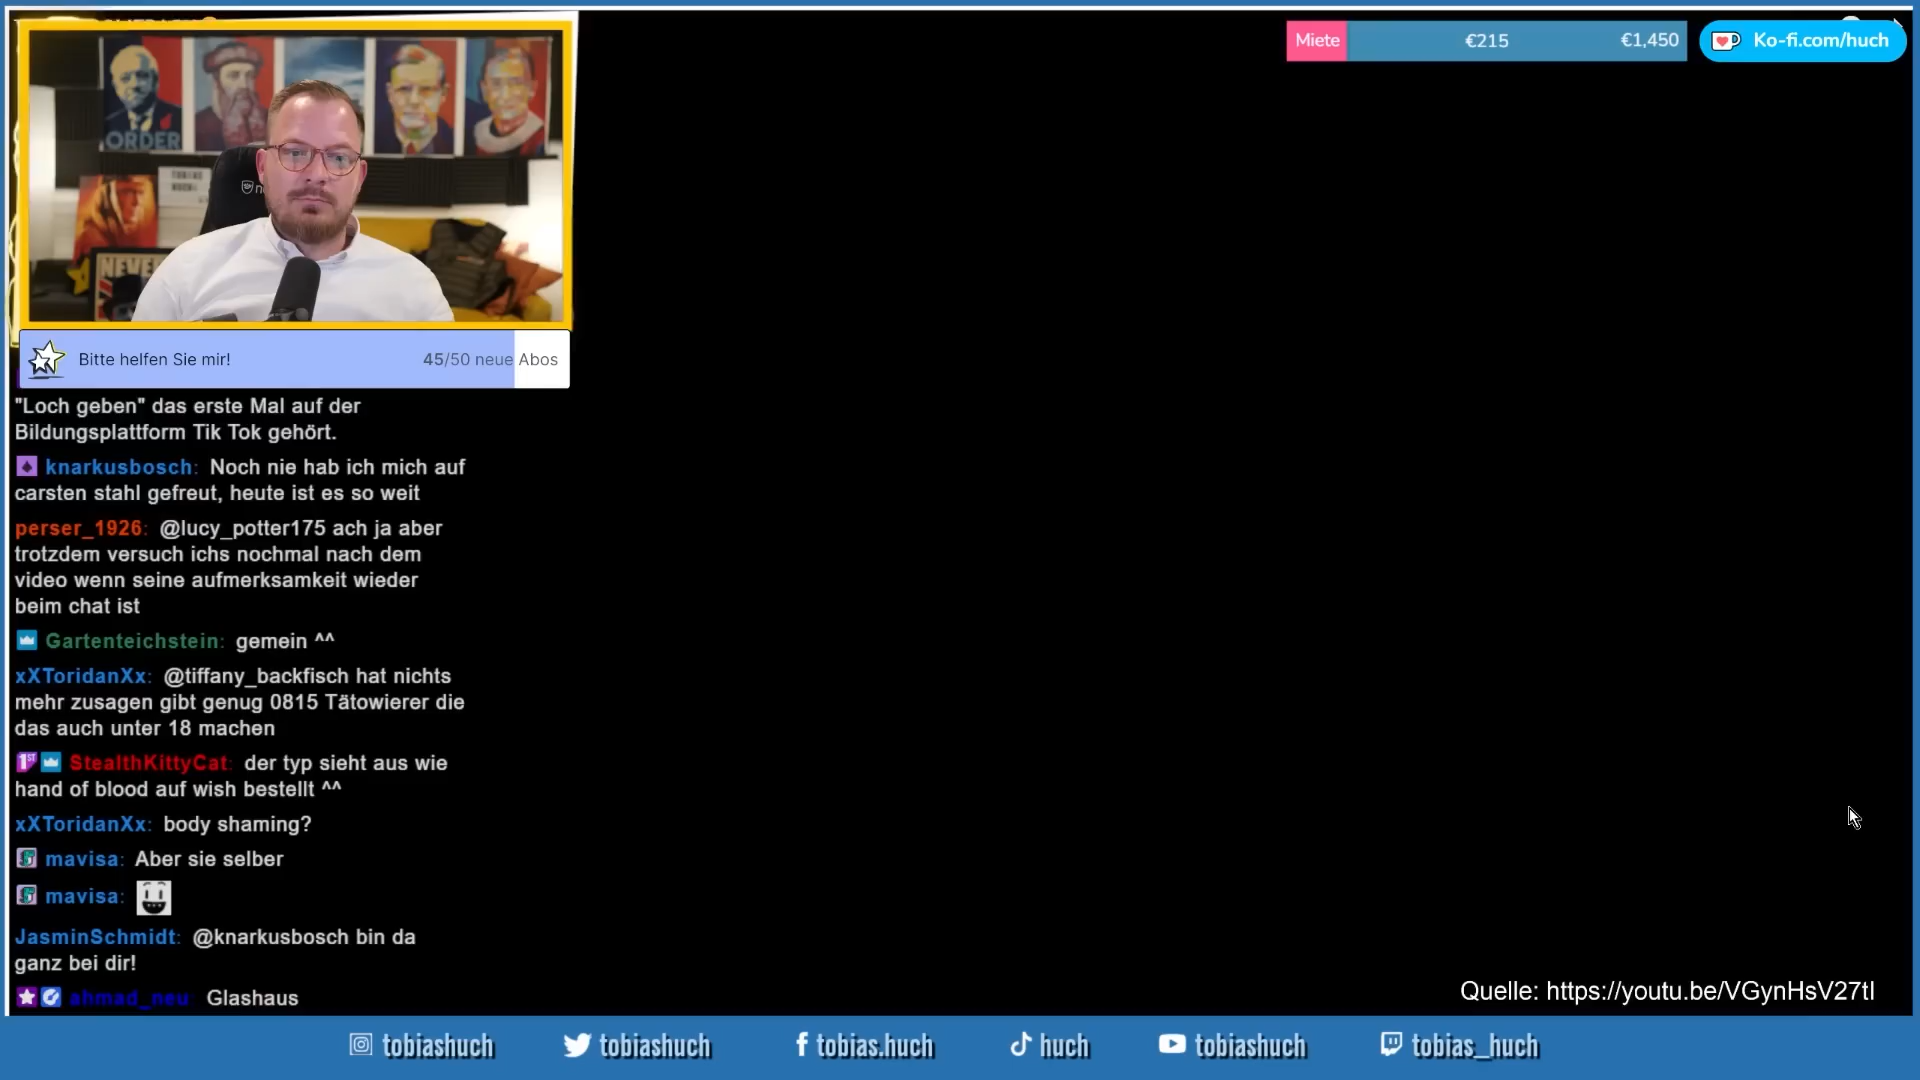 ORDER
NEVE
Bitte helfen Sie mir!
45/50 neue Abos
Miete
€215
€1,450
Ko-fi.com/huch
"Loch geben" das erste Mal auf der
Bildungsplattform Tik Tok gehört.
knarkusbosch: Noch nie hab ich mich auf
carsten stahl gefreut, heute ist es so weit
perser_1926: @lucy_potter175 ach ja aber
trotzdem versuch ichs nochmal nach dem
video wenn seine aufmerksamkeit wieder
beim chat ist
Gartenteichstein: gemein ^^
xXToridanXx: @tiffany_backfisch hat nichts
mehr zusagen gibt genug 0815 Tätowierer die
das auch unter 18 machen
1ST StealthKittyCat: der typ sieht aus wie
hand of blood auf wish bestellt ^^
xXToridanXx: body shaming?
mavisa: Aber sie selber
mavisa:
JasminSchmidt: @knarkusbosch bin da
ganz bei dir!
ahmad_neu: Glashaus
Quelle: https://youtu.be/VGynHsV27tI
tobiashuch
tobiashuch
tobias.huch
huch
tobiashuch
tobias_huch